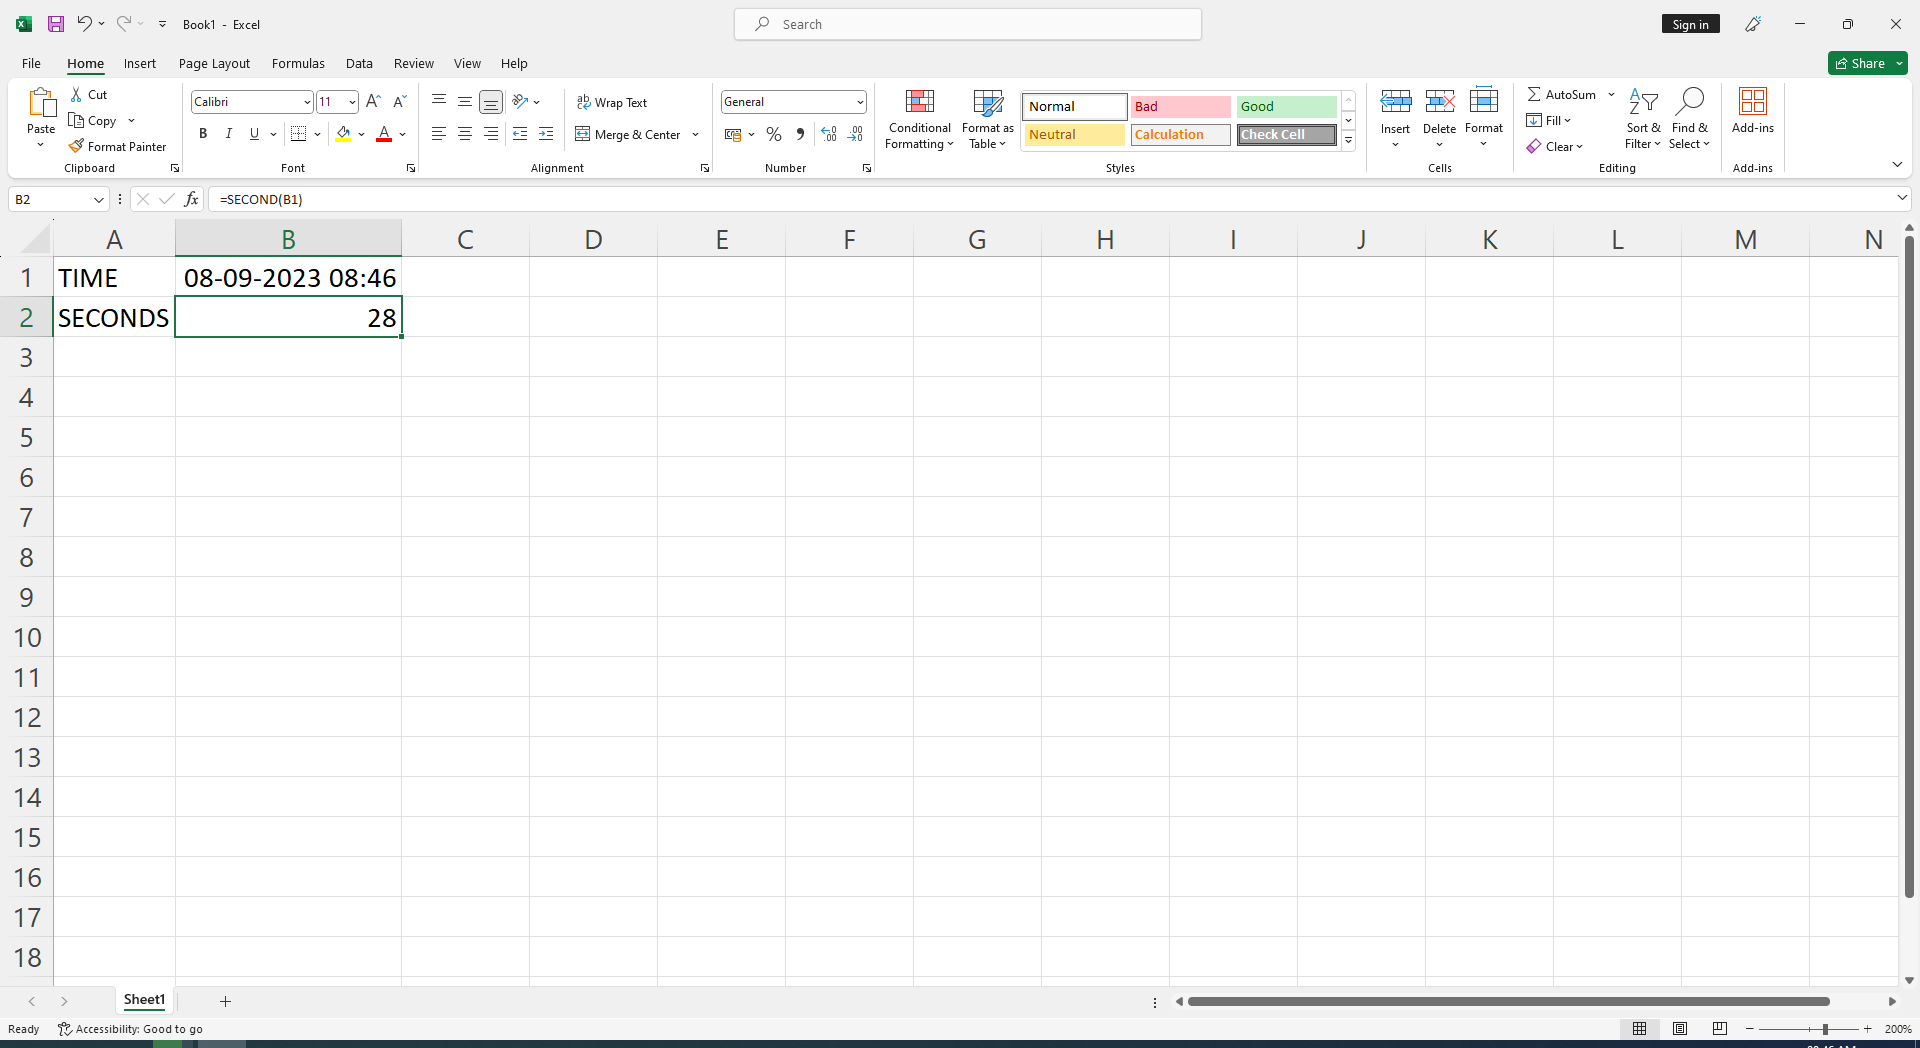 Book1 - Excel
Search
Sign in
File Home Insert Page Layout Formulas Data Review View Help
Share
Paste
Cut
Copy
Format Painter
Clipboard
Calibri 11
B I U
Font
Wrap Text
Merge & Center
Alignment
General
Number
Conditional Formatting
Format as Table
Normal Bad Good
Neutral Calculation Check Cell
Styles
Insert Delete Format
Cells
AutoSum
Fill
Clear
Sort & Filter
Find & Select
Editing
Add-ins
Add-ins
B2 fx =SECOND(B1)
A B C D E F G H I J K L M N
1 TIME 08-09-2023 08:46
2 SECONDS 28
3
4
5
6
7
8
9
10
11
12
13
14
15
16
17
18
Sheet1
Ready Accessibility: Good to go
200%